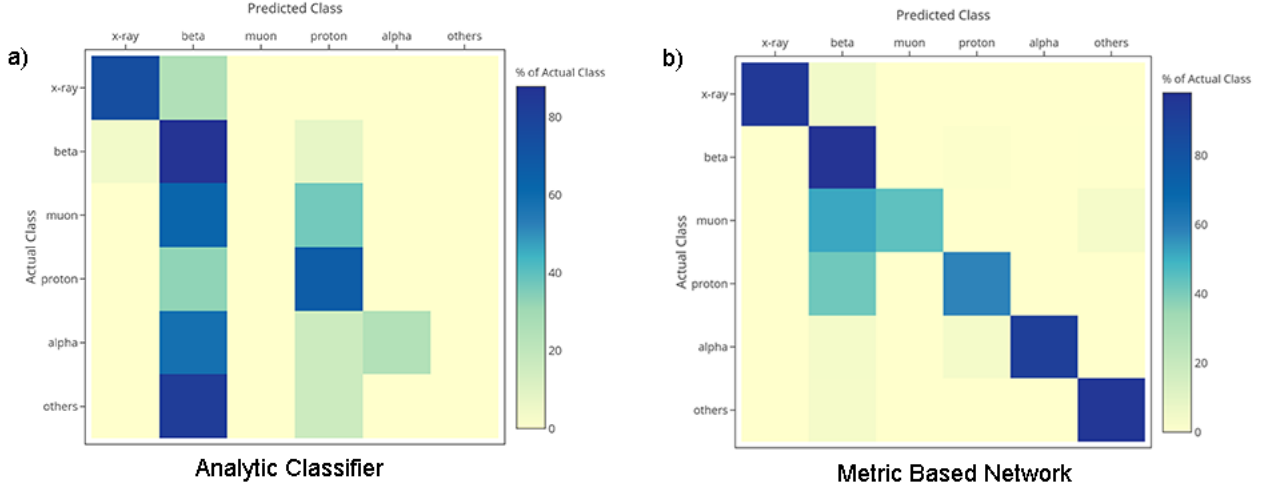 a)
Predicted Class
x-ray beta muon proton alpha others
Actual Class
x-ray
beta
muon
proton
alpha
others
% of Actual Class
80
60
40
20
0
Analytic Classifier
b)
Predicted Class
x-ray beta muon proton alpha others
Actual Class
x-ray
beta
muon
proton
alpha
others
% of Actual Class
80
60
40
20
0
Metric Based Network